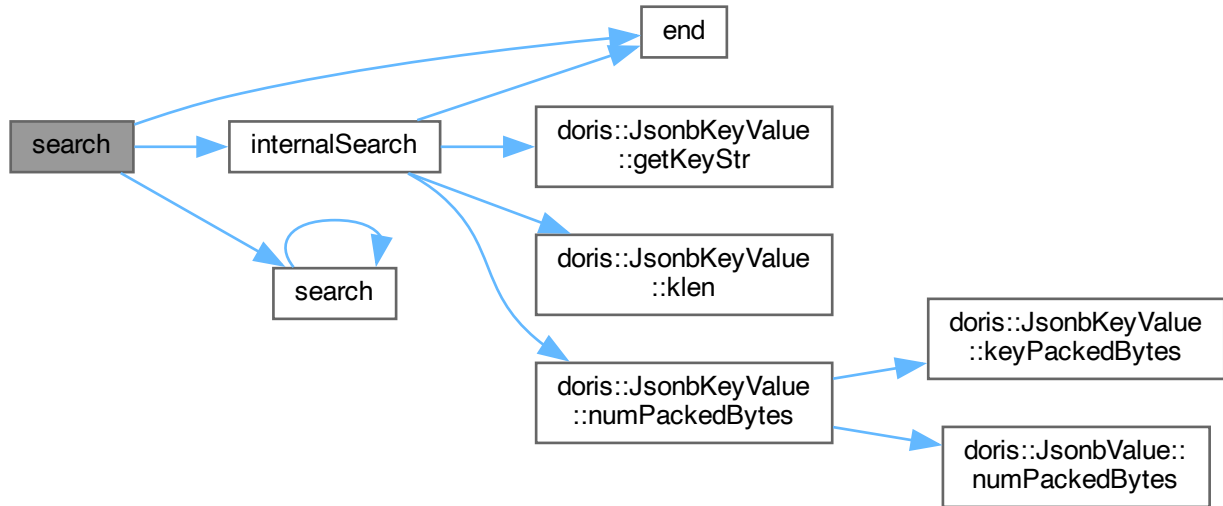 end
search
internalSearch
doris::JsonbKeyValue
::getKeyStr
doris::JsonbKeyValue
::klen
search
doris::JsonbKeyValue
::numPackedBytes
doris::JsonbKeyValue
::keyPackedBytes
doris::JsonbValue::
numPackedBytes